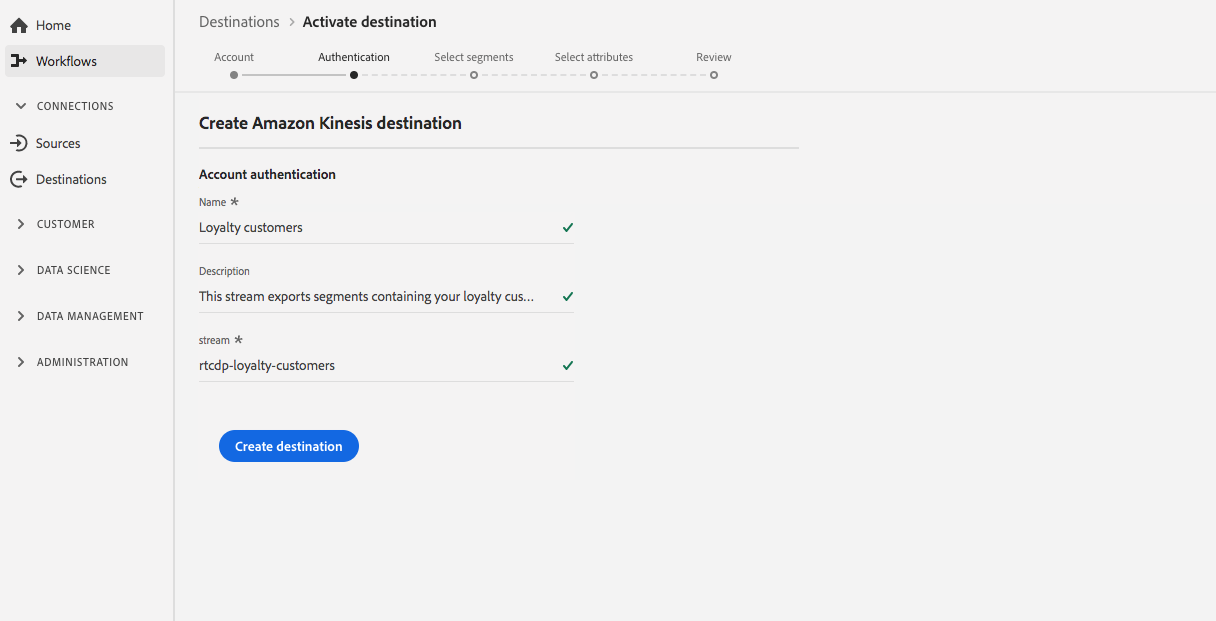 Home
Workflows
CONNECTIONS
Sources
Destinations
CUSTOMER
DATA SCIENCE
DATA MANAGEMENT
ADMINISTRATION
Destinations > Activate destination
Account Authentication Select segments Select attributes Review
Create Amazon Kinesis destination
Account authentication
Name *
Loyalty customers
Description
This stream exports segments containing your loyalty cus...
stream *
rtcdp-loyalty-customers
Create destination